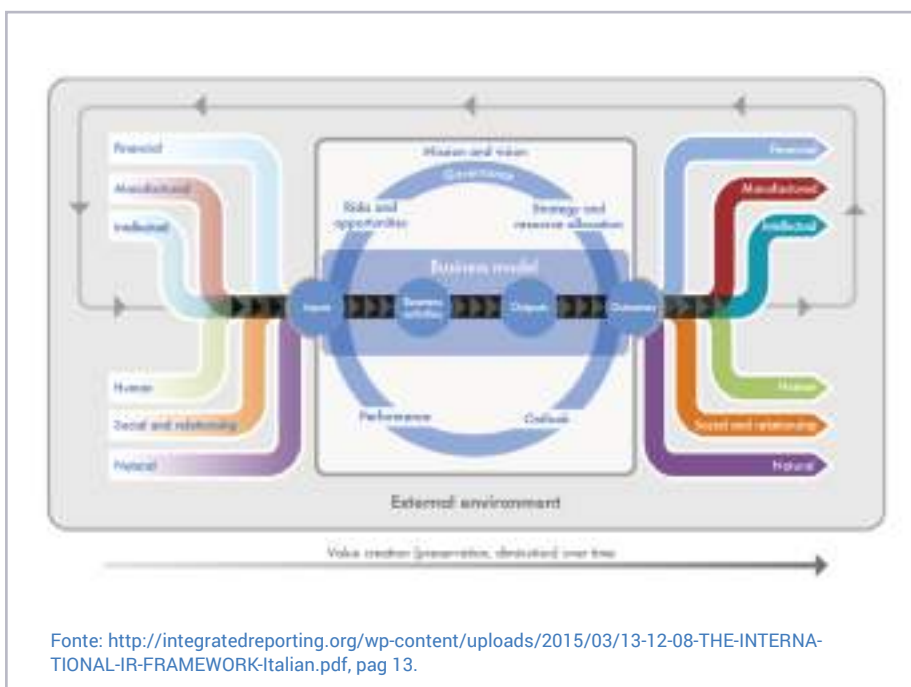 Financial
Manufactured
Intellectual
Human
Social and relationship
Natural
Mission and vision
Governance
Risks and
opportunities
Strategy and
resource allocation
Business model
Inputs
Business
activities
Outputs
Outcomes
Performance
Outlook
Financial
Manufactured
Intellectual
Human
Social and relationship
Natural
External environment
Value creation (preservation, diminution) over time
Fonte: http://integratedreporting.org/wp-content/uploads/2015/03/13-12-08-THE-INTERNA-
TIONAL-IR-FRAMEWORK-Italian.pdf, pag 13.